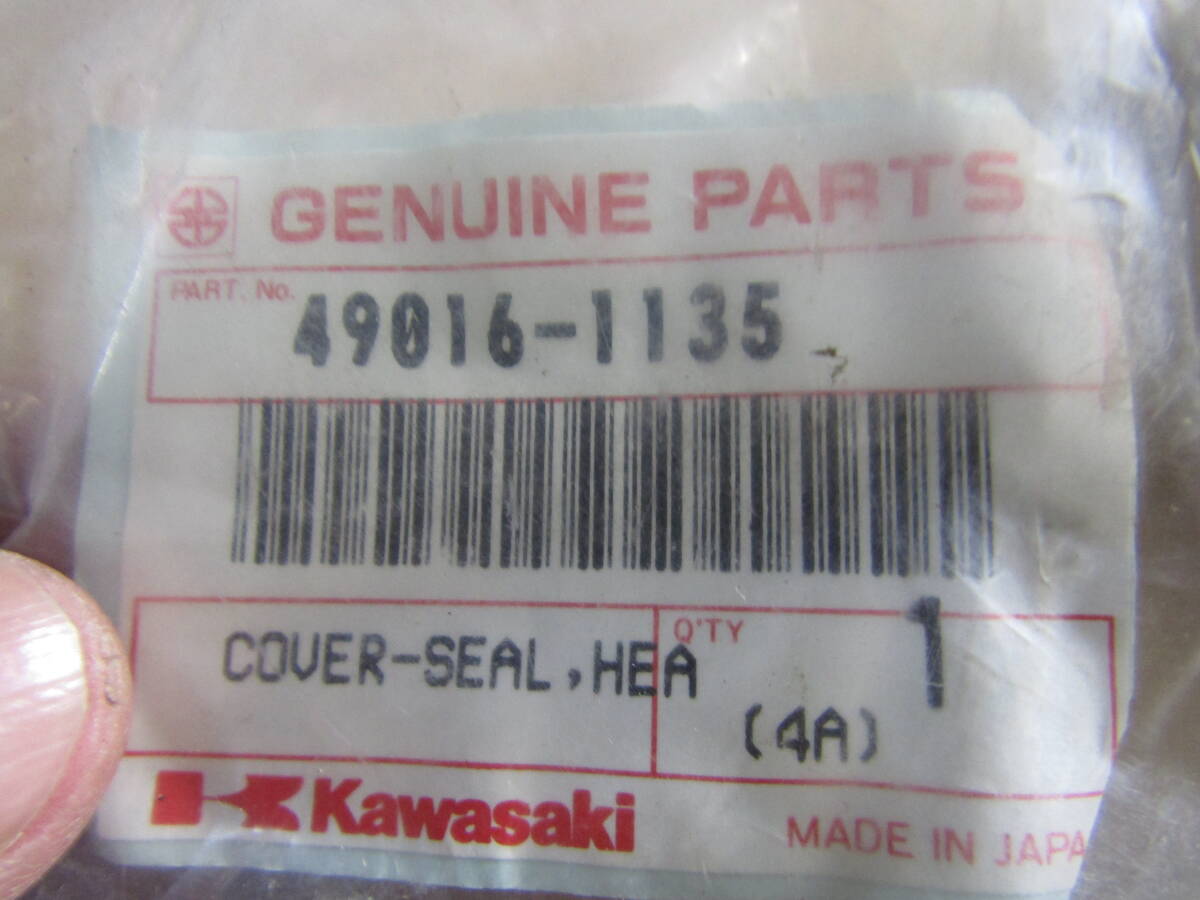 GENUINE PARTS
PART. No. 49016-1135
COVER-SEAL,HEA
Q'TY 1
(4A)
Kawasaki
MADE IN JAPA